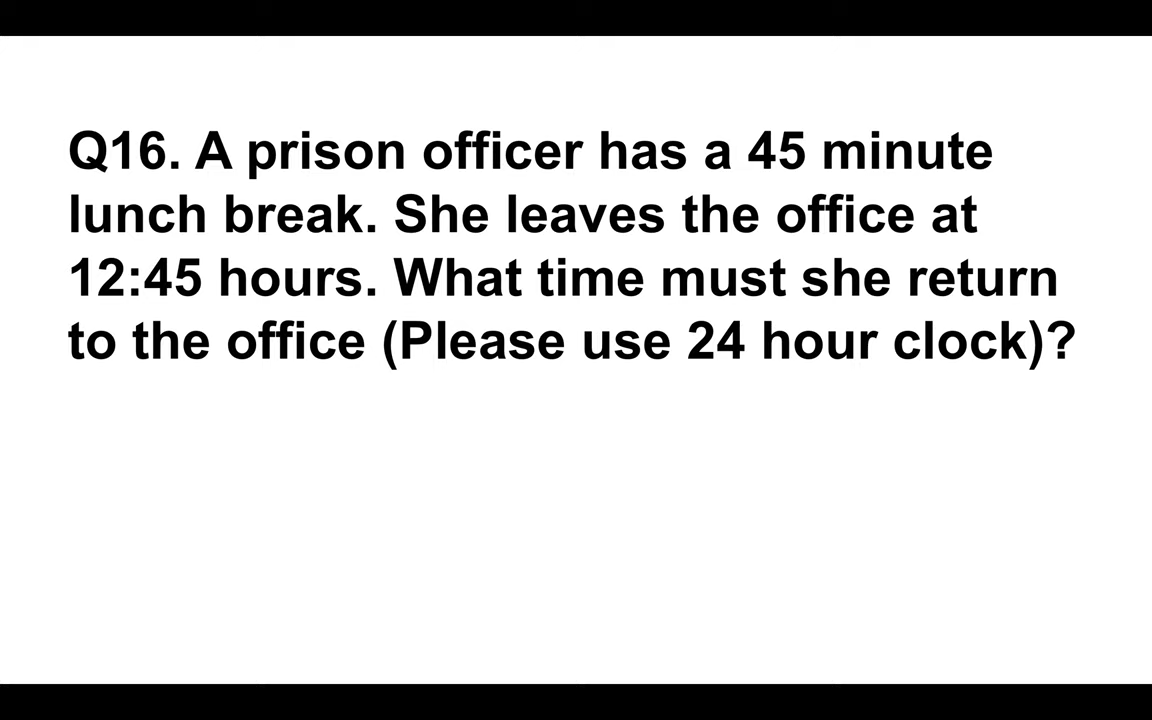 Q16. A prison officer has a 45 minute
lunch break. She leaves the office at
12:45 hours. What time must she return
to the office (Please use 24 hour clock)?